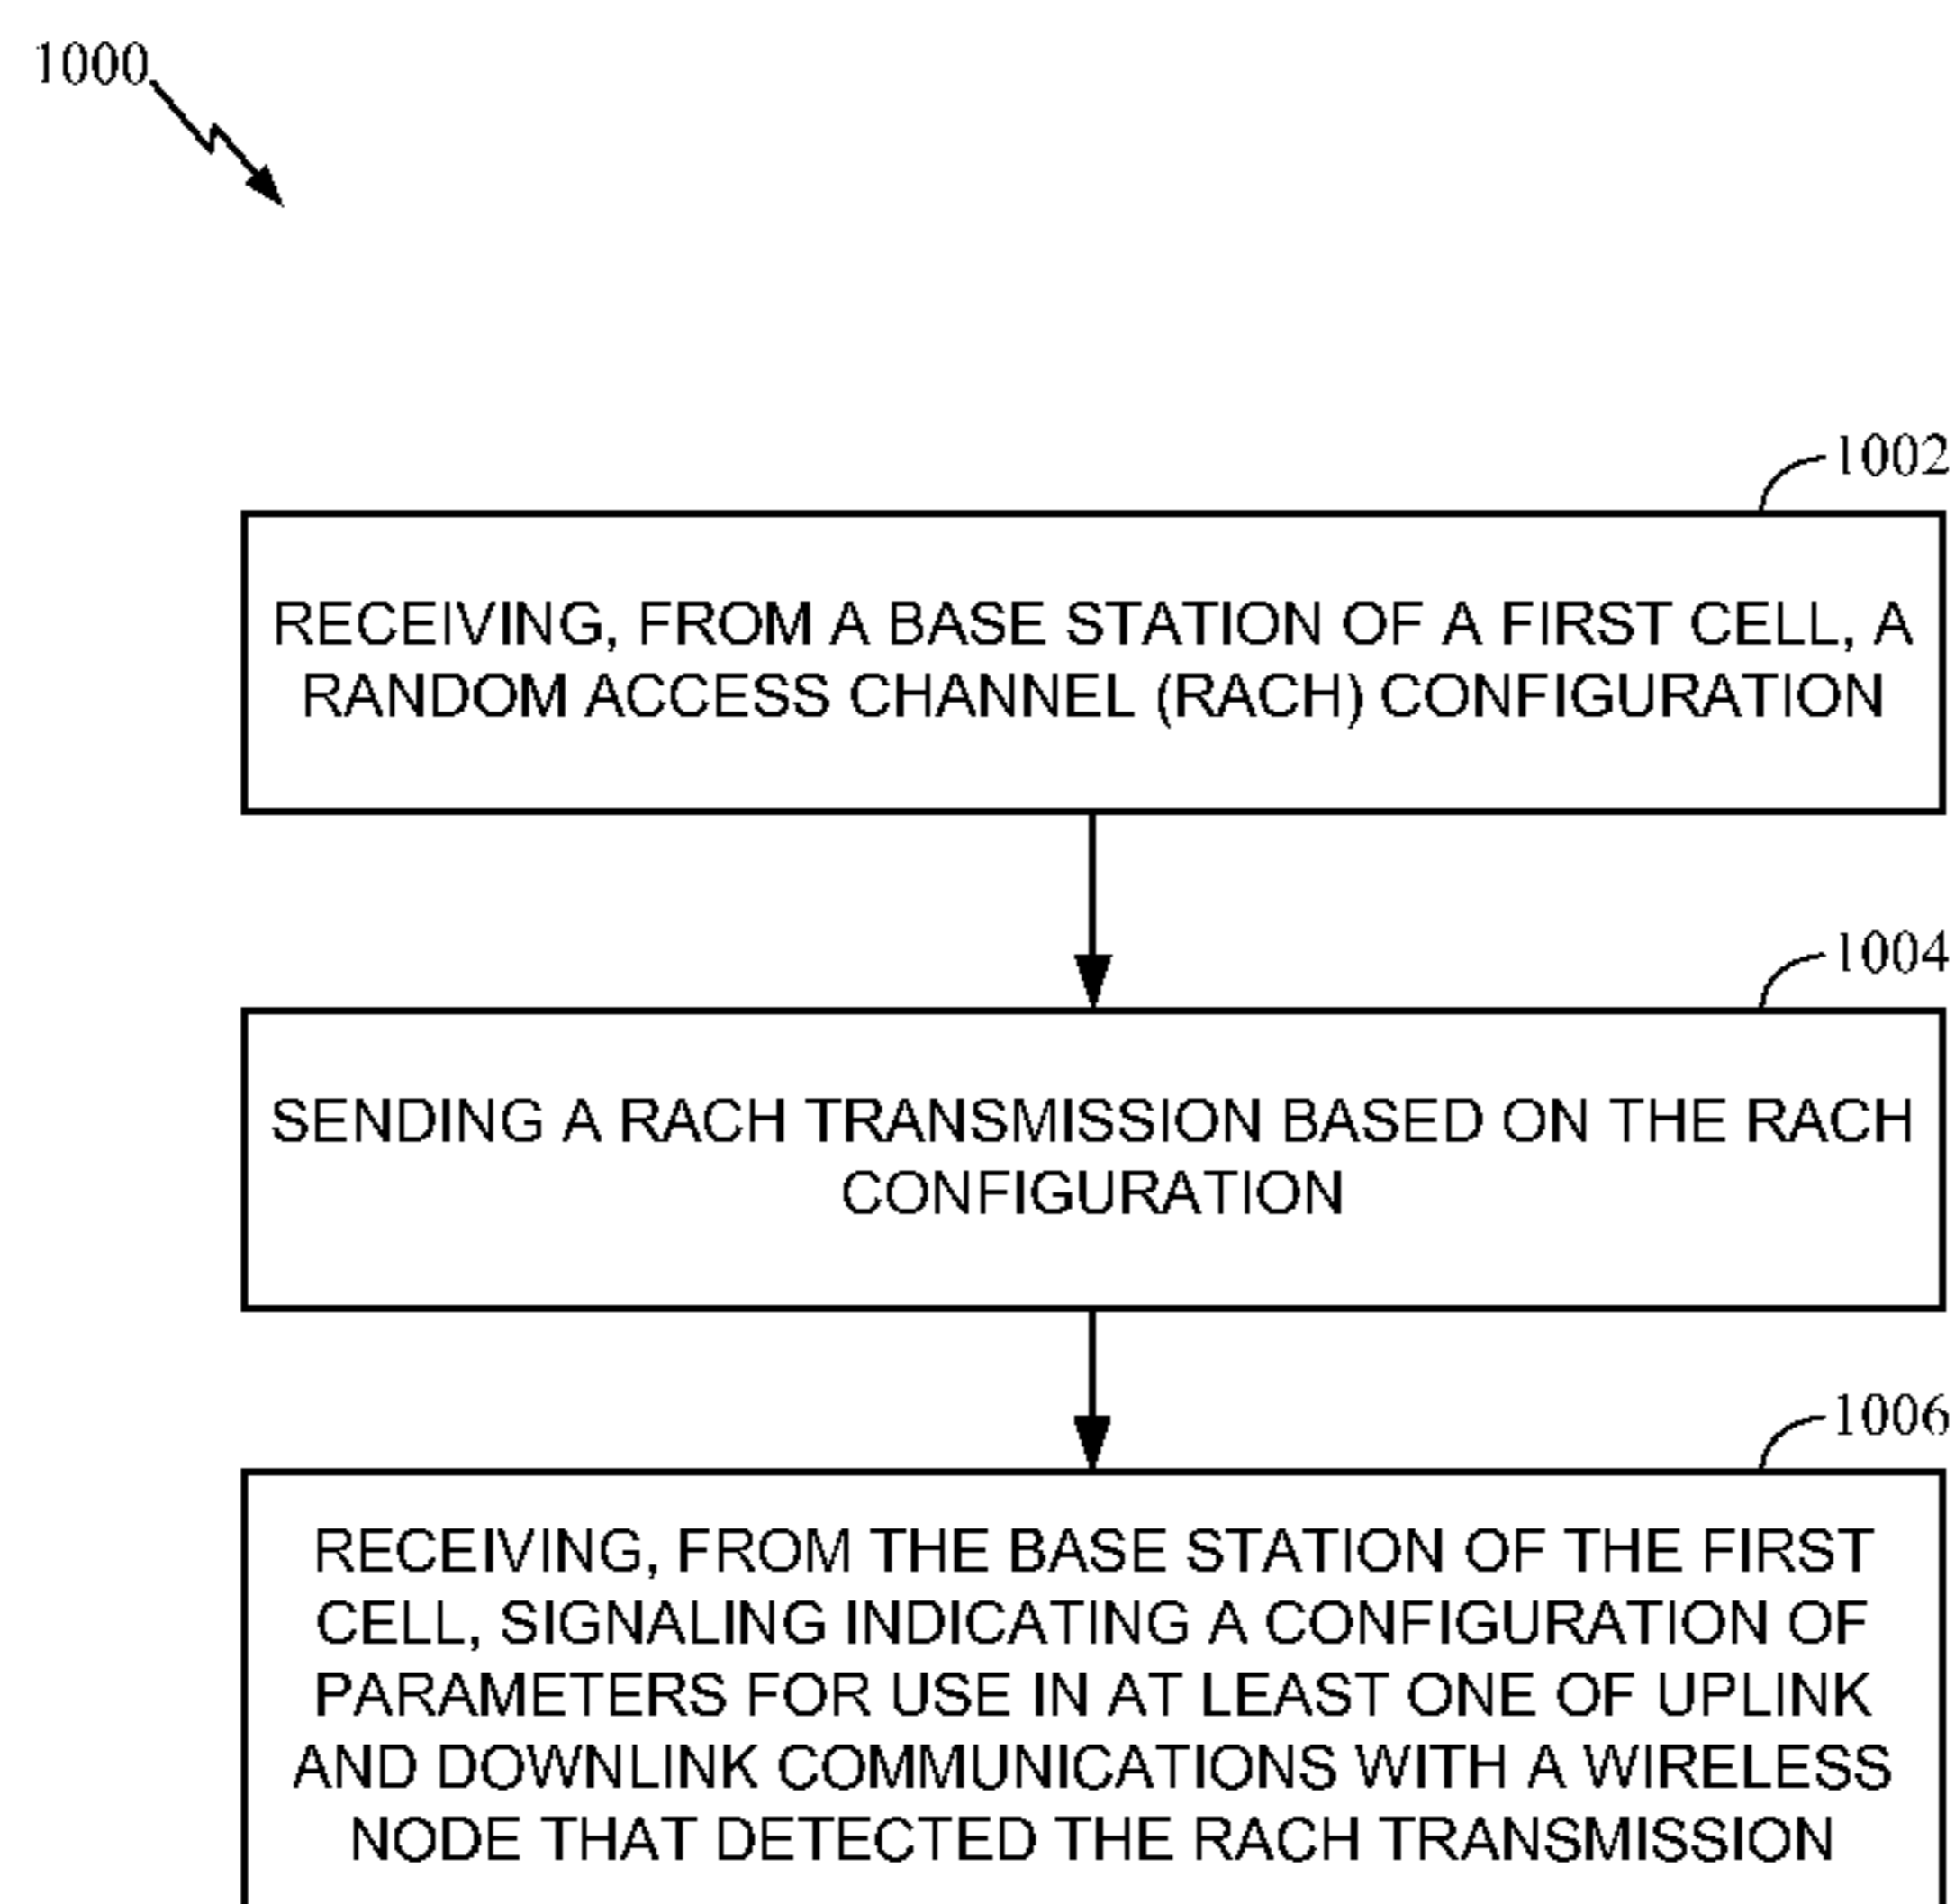 1000
1002
RECEIVING, FROM A BASE STATION OF A FIRST CELL, A
RANDOM ACCESS CHANNEL (RACH) CONFIGURATION
1004
SENDING A RACH TRANSMISSION BASED ON THE RACH
CONFIGURATION
1006
RECEIVING, FROM THE BASE STATION OF THE FIRST
CELL, SIGNALING INDICATING A CONFIGURATION OF
PARAMETERS FOR USE IN AT LEAST ONE OF UPLINK
AND DOWNLINK COMMUNICATIONS WITH A WIRELESS
NODE THAT DETECTED THE RACH TRANSMISSION